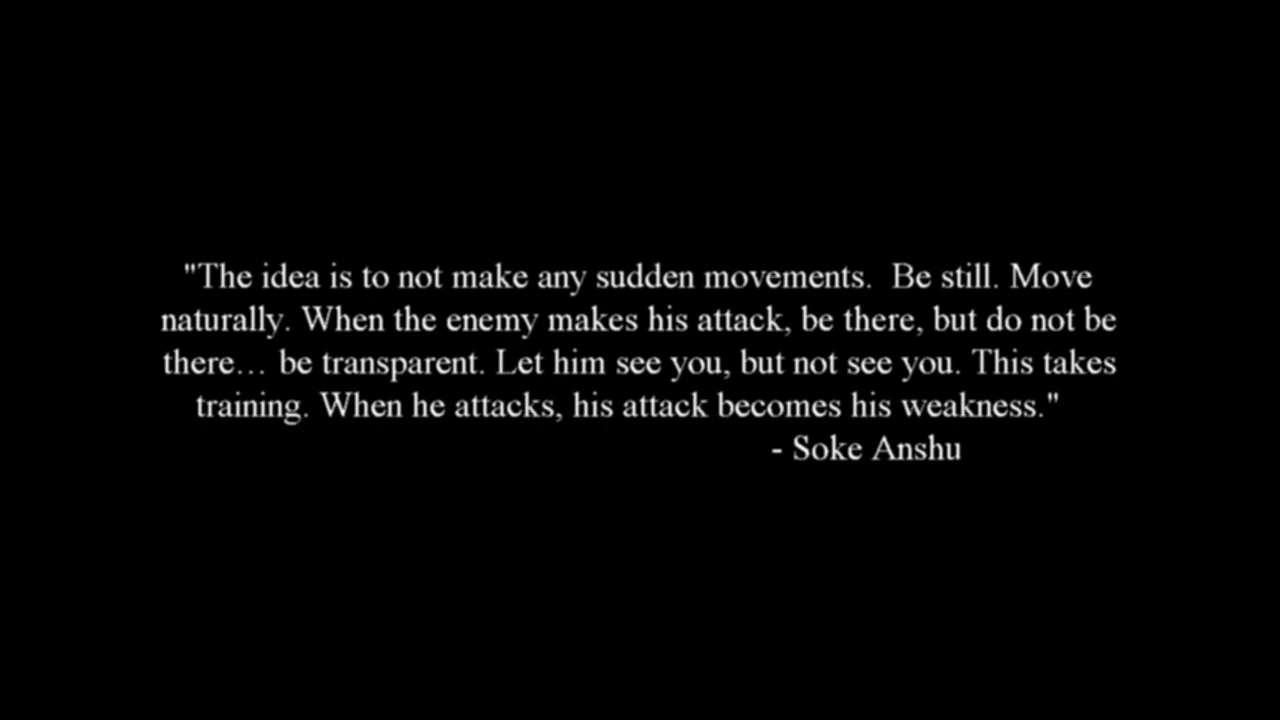 "The idea is to not make any sudden movements.  Be still. Move
naturally. When the enemy makes his attack, be there, but do not be
there… be transparent. Let him see you, but not see you. This takes
training. When he attacks, his attack becomes his weakness."
- Soke Anshu